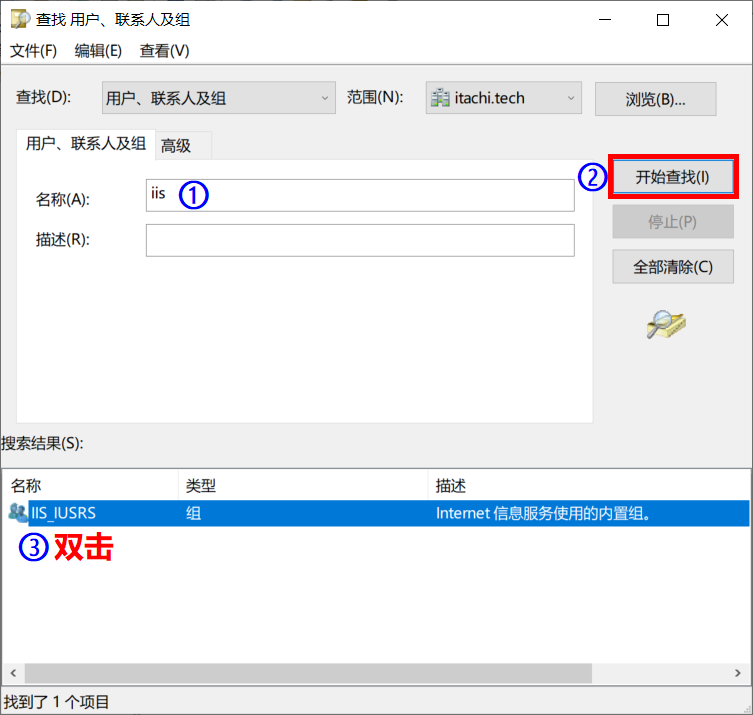 查找 用户、联系人及组
文件(F) 编辑(E) 查看(V)
查找(D): 用户、联系人及组 范围(N): itachi.tech 浏览(B)...
用户、联系人及组 高级
名称(A): iis ①
② 开始查找(I)
描述(R):
停止(P)
全部清除(C)
搜索结果(S):
名称 类型 描述
IIS_IUSRS 组 Internet 信息服务使用的内置组。
③ 双击
找到了 1 个项目